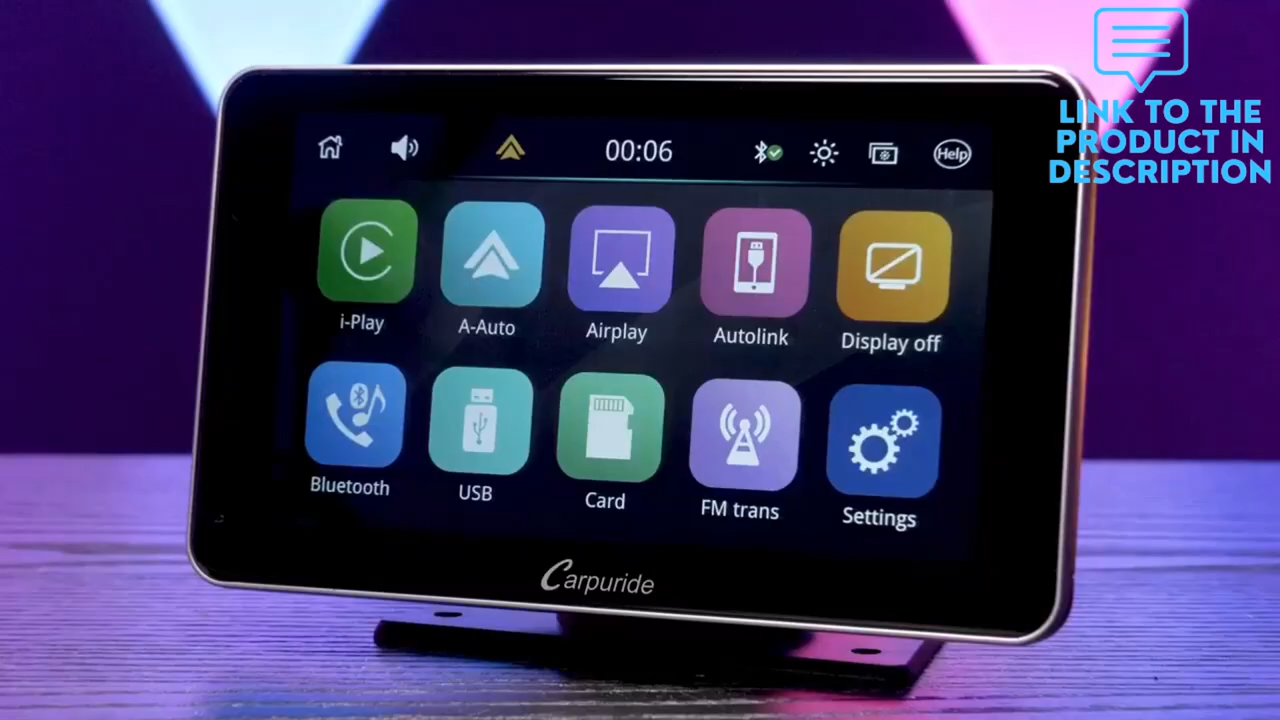 LINK TO THE
PRODUCT IN
DESCRIPTION
00:06
Help
i-Play
A-Auto
Airplay
Autolink
Display off
Bluetooth
USB
Card
FM trans
Settings
Carpuride